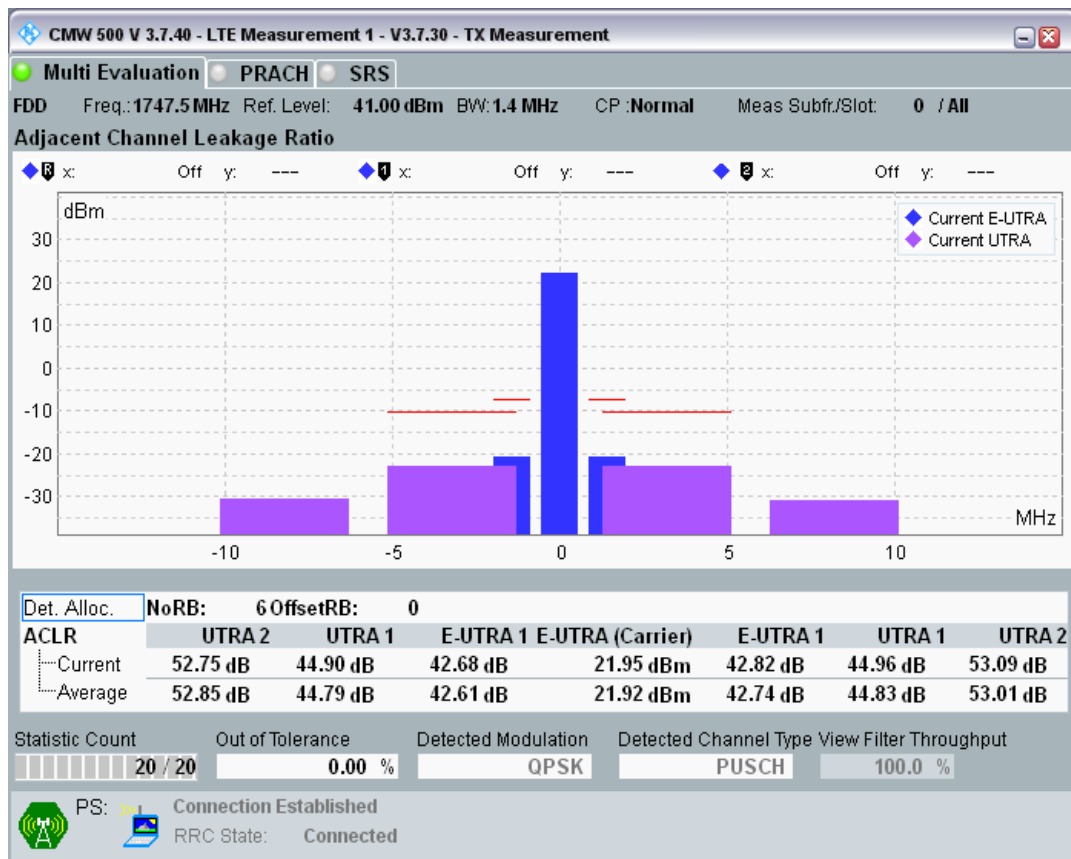 CMW 500 V 3.7.40 - LTE Measurement 1 - V3.7.30 - TX Measurement
Multi Evaluation PRACH SRS
FDD Freq.: 1747.5 MHz Ref. Level: 41.00 dBm BW: 1.4 MHz CP :Normal Meas Subfr./Slot: 0 / All
Adjacent Channel Leakage Ratio
R x: Off y: --- 1 x: Off y: --- 2 x: Off y: ---
dBm
Current E-UTRA
Current UTRA
30
20
10
0
-10
-20
-30
MHz
-10 -5 0 5 10
Det. Alloc. NoRB: 6 OffsetRB: 0
ACLR UTRA 2 UTRA 1 E-UTRA 1 E-UTRA (Carrier) E-UTRA 1 UTRA 1 UTRA 2
Current 52.75 dB 44.90 dB 42.68 dB 21.95 dBm 42.82 dB 44.96 dB 53.09 dB
Average 52.85 dB 44.79 dB 42.61 dB 21.92 dBm 42.74 dB 44.83 dB 53.01 dB
Statistic Count Out of Tolerance Detected Modulation Detected Channel Type View Filter Throughput
20 / 20 0.00 % QPSK PUSCH 100.0 %
PS: Connection Established
RRC State: Connected